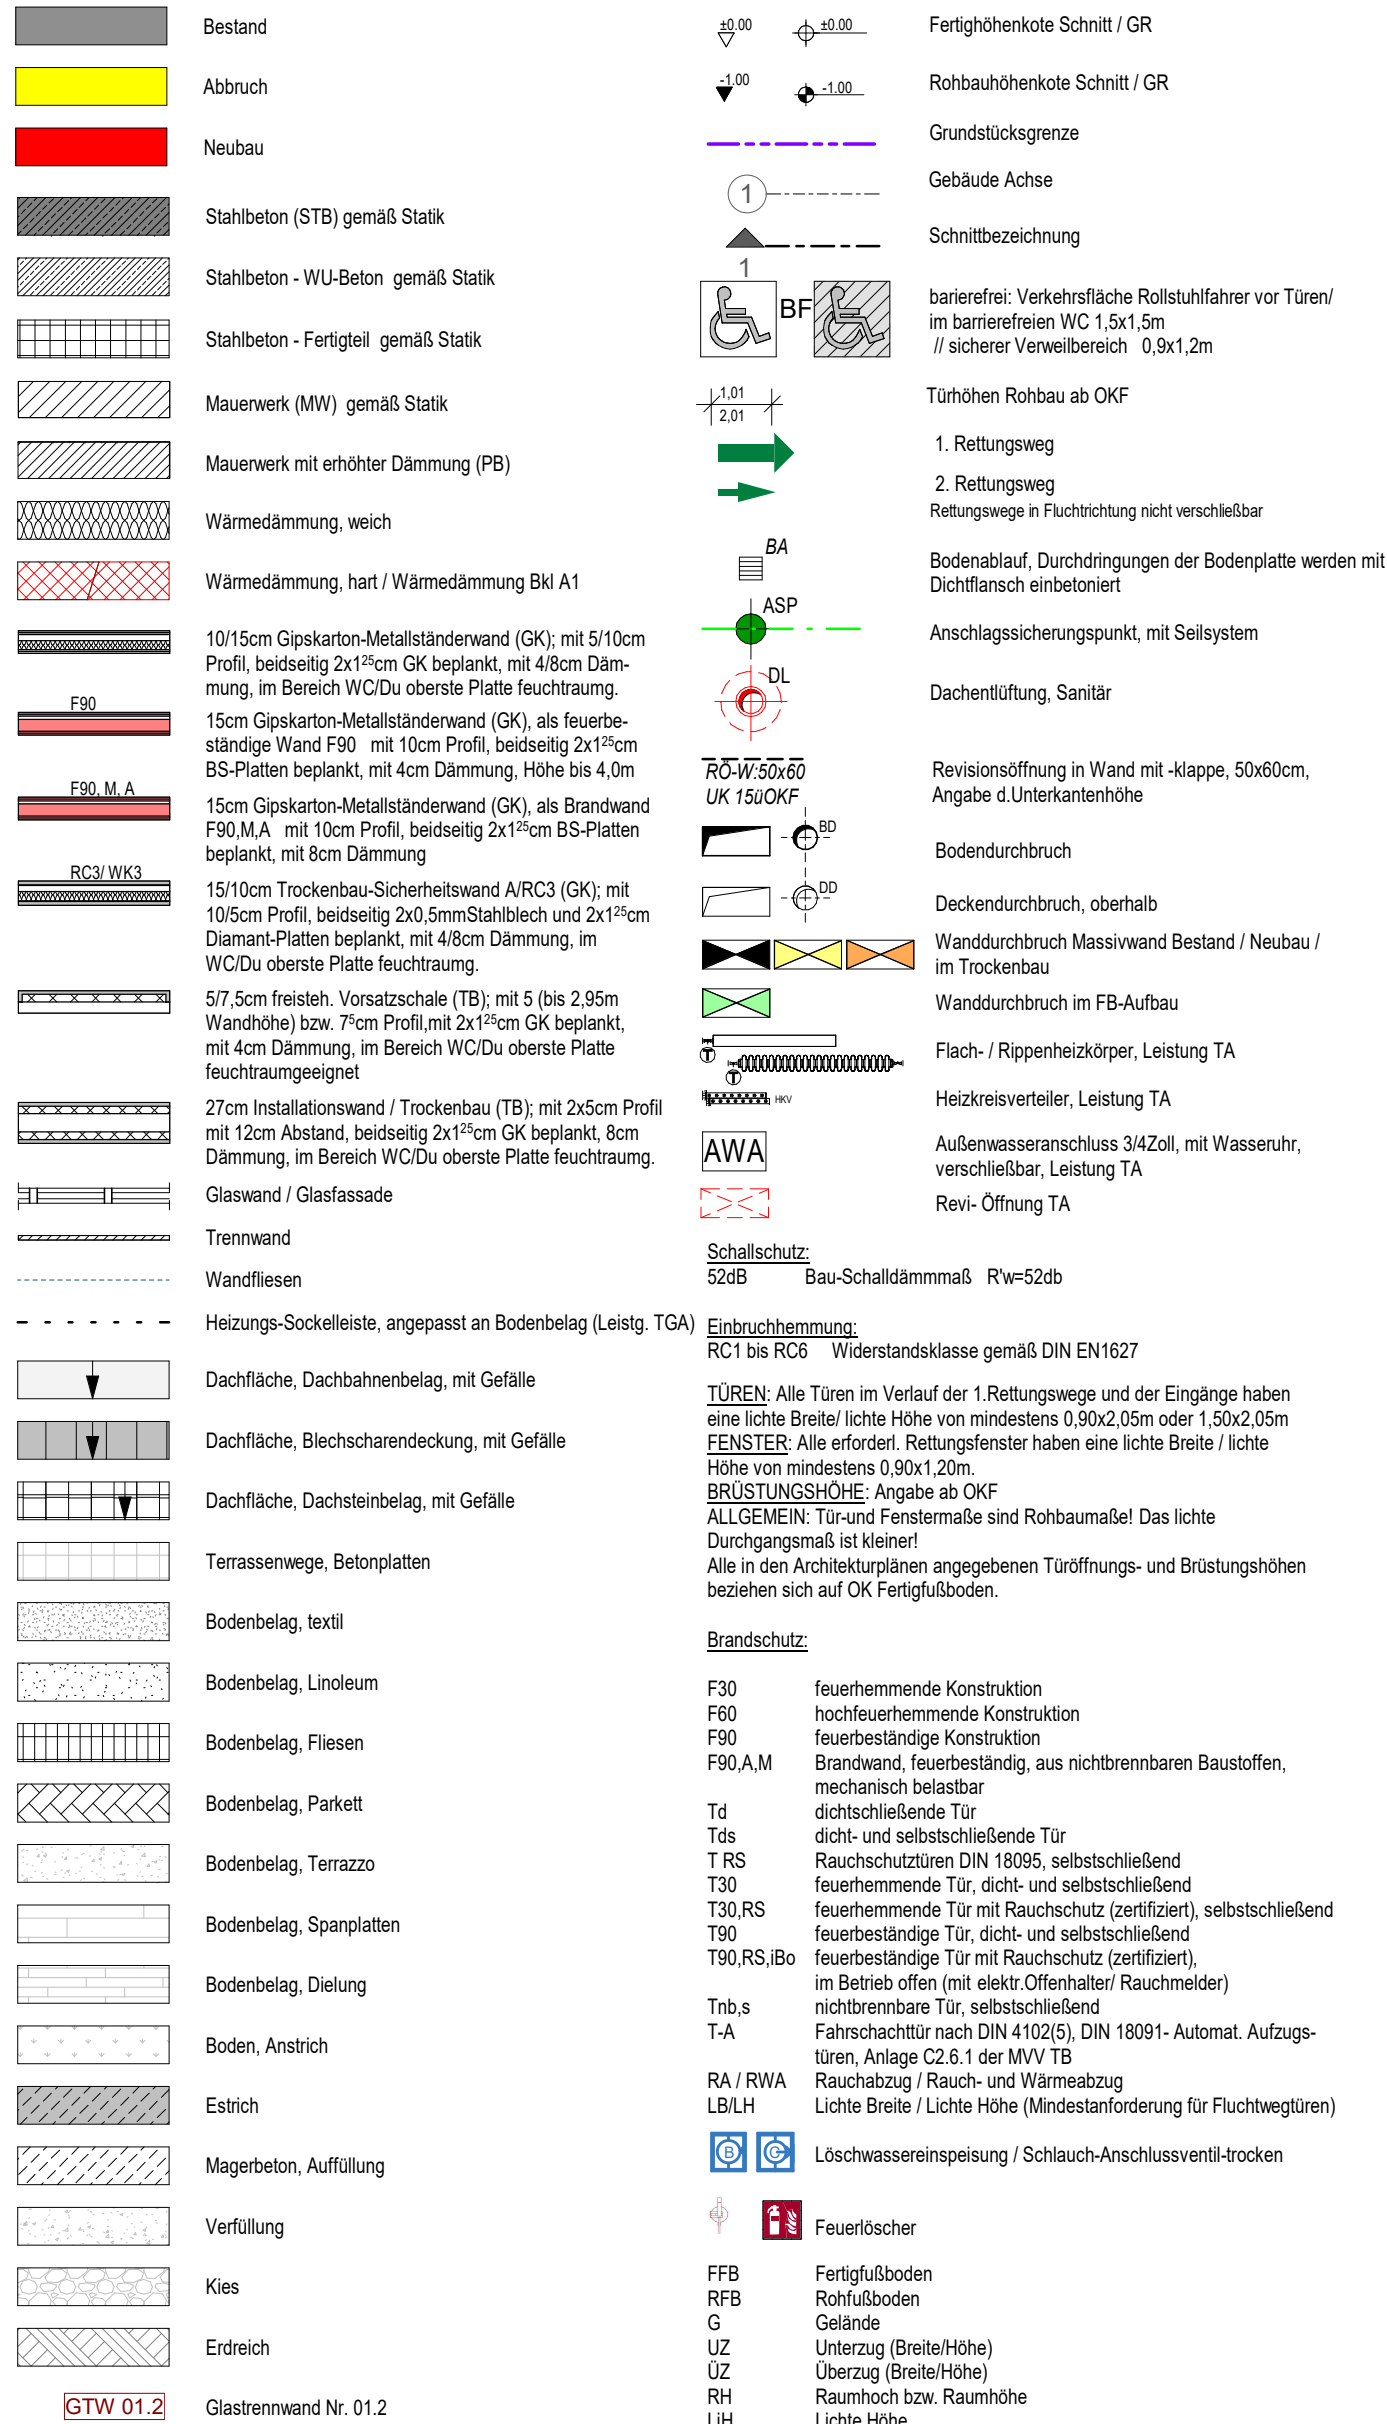 Bestand
Abbruch
Neubau
Stahlbeton (STB) gemäß Statik
Stahlbeton - WU-Beton  gemäß Statik
Stahlbeton - Fertigteil  gemäß Statik
Mauerwerk (MW)  gemäß Statik
Mauerwerk mit erhöhter Dämmung (PB)
Wärmedämmung, weich
Wärmedämmung, hart / Wärmedämmung Bkl A1
10/15cm Gipskarton-Metallständerwand (GK); mit 5/10cm
Profil, beidseitig 2x1²⁵cm GK beplankt, mit 4/8cm Däm-
mung, im Bereich WC/Du oberste Platte feuchtraumg.
F90
15cm Gipskarton-Metallständerwand (GK), als feuerbe-
ständige Wand F90   mit 10cm Profil, beidseitig 2x1²⁵cm
BS-Platten beplankt, mit 4cm Dämmung, Höhe bis 4,0m
F90, M, A
15cm Gipskarton-Metallständerwand (GK), als Brandwand
F90,M,A   mit 10cm Profil, beidseitig 2x1²⁵cm BS-Platten
beplankt, mit 8cm Dämmung
RC3/ WK3
15/10cm Trockenbau-Sicherheitswand A/RC3 (GK); mit
10/5cm Profil, beidseitig 2x0,5mmStahlblech und 2x1²⁵cm
Diamant-Platten beplankt, mit 4/8cm Dämmung, im
WC/Du oberste Platte feuchtraumg.
5/7,5cm freisteh. Vorsatzschale (TB); mit 5 (bis 2,95m
Wandhöhe) bzw. 7⁵cm Profil,mit 2x1²⁵cm GK beplankt,
mit 4cm Dämmung, im Bereich WC/Du oberste Platte
feuchtraumgeeignet
27cm Installationswand / Trockenbau (TB); mit 2x5cm Profil
mit 12cm Abstand, beidseitig 2x1²⁵cm GK beplankt, 8cm
Dämmung, im Bereich WC/Du oberste Platte feuchtraumg.
Glaswand / Glasfassade
Trennwand
Wandfliesen
Heizungs-Sockelleiste, angepasst an Bodenbelag (Leistg. TGA)
Dachfläche, Dachbahnenbelag, mit Gefälle
Dachfläche, Blechscharendeckung, mit Gefälle
Dachfläche, Dachsteinbelag, mit Gefälle
Terrassenwege, Betonplatten
Bodenbelag, textil
Bodenbelag, Linoleum
Bodenbelag, Fliesen
Bodenbelag, Parkett
Bodenbelag, Terrazzo
Bodenbelag, Spanplatten
Bodenbelag, Dielung
Boden, Anstrich
Estrich
Magerbeton, Auffüllung
Verfüllung
Kies
Erdreich
GTW 01.2 Glastrennwand Nr. 01.2
±0.00 ±0.00 Fertighöhenkote Schnitt / GR
-1.00 -1.00 Rohbauhöhenkote Schnitt / GR
Grundstücksgrenze
1 Gebäude Achse
Schnittbezeichnung
1
BF
barierefrei: Verkehrsfläche Rollstuhlfahrer vor Türen/
im barrierefreien WC 1,5x1,5m
// sicherer Verweilbereich   0,9x1,2m
1,01
2,01
Türhöhen Rohbau ab OKF
1. Rettungsweg
2. Rettungsweg
Rettungswege in Fluchtrichtung nicht verschließbar
BA
Bodenablauf, Durchdringungen der Bodenplatte werden mit
Dichtflansch einbetoniert
ASP
Anschlagssicherungspunkt, mit Seilsystem
DL
Dachentlüftung, Sanitär
RÖ-W:50x60
UK 15üOKF
Revisionsöffnung in Wand mit -klappe, 50x60cm,
Angabe d.Unterkantenhöhe
BD
Bodendurchbruch
DD
Deckendurchbruch, oberhalb
Wanddurchbruch Massivwand Bestand / Neubau /
im Trockenbau
Wanddurchbruch im FB-Aufbau
T
T
Flach- / Rippenheizkörper, Leistung TA
HKV Heizkreisverteiler, Leistung TA
AWA
Außenwasseranschluss 3/4Zoll, mit Wasseruhr,
verschließbar, Leistung TA
Revi- Öffnung TA
Schallschutz:
52dB Bau-Schalldämmmaß   R'w=52db
Einbruchhemmung:
RC1 bis RC6 Widerstandsklasse gemäß DIN EN1627
TÜREN: Alle Türen im Verlauf der 1.Rettungswege und der Eingänge haben
eine lichte Breite/ lichte Höhe von mindestens 0,90x2,05m oder 1,50x2,05m
FENSTER: Alle erforderl. Rettungsfenster haben eine lichte Breite / lichte
Höhe von mindestens 0,90x1,20m.
BRÜSTUNGSHÖHE: Angabe ab OKF
ALLGEMEIN: Tür-und Fenstermaße sind Rohbaumaße! Das lichte
Durchgangsmaß ist kleiner!
Alle in den Architekturplänen angegebenen Türöffnungs- und Brüstungshöhen
beziehen sich auf OK Fertigfußboden.
Brandschutz:
F30 feuerhemmende Konstruktion
F60 hochfeuerhemmende Konstruktion
F90 feuerbeständige Konstruktion
F90,A,M Brandwand, feuerbeständig, aus nichtbrennbaren Baustoffen,
mechanisch belastbar
Td dichtschließende Tür
Tds dicht- und selbstschließende Tür
T RS Rauchschutztüren DIN 18095, selbstschließend
T30 feuerhemmende Tür, dicht- und selbstschließend
T30,RS feuerhemmende Tür mit Rauchschutz (zertifiziert), selbstschließend
T90 feuerbeständige Tür, dicht- und selbstschließend
T90,RS,iBo feuerbeständige Tür mit Rauchschutz (zertifiziert),
im Betrieb offen (mit elektr.Offenhalter/ Rauchmelder)
Tnb,s nichtbrennbare Tür, selbstschließend
T-A Fahrschachttür nach DIN 4102(5), DIN 18091- Automat. Aufzugs-
türen, Anlage C2.6.1 der MVV TB
RA / RWA Rauchabzug / Rauch- und Wärmeabzug
LB/LH Lichte Breite / Lichte Höhe (Mindestanforderung für Fluchtwegtüren)
B C Löschwassereinspeisung / Schlauch-Anschlussventil-trocken
Feuerlöscher
FFB Fertigfußboden
RFB Rohfußboden
G Gelände
UZ Unterzug (Breite/Höhe)
ÜZ Überzug (Breite/Höhe)
RH Raumhoch bzw. Raumhöhe
LiH Lichte Höhe